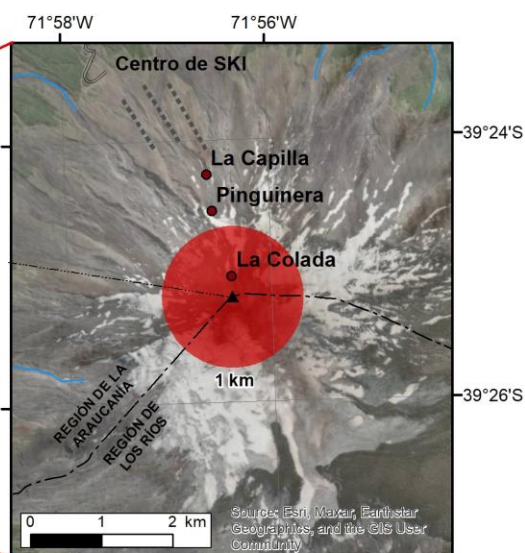 71°58'W
71°56'W
Centro de SKI
39°24'S
La Capilla
Pinguinera
La Colada
1 km
39°26'S
REGIÓN DE LA
ARAUCANÍA
REGIÓN DE
LOS RÍOS
0 1 2 km
Source: Esri, Maxar, Earthstar
Geographics, and the GIS User
Community